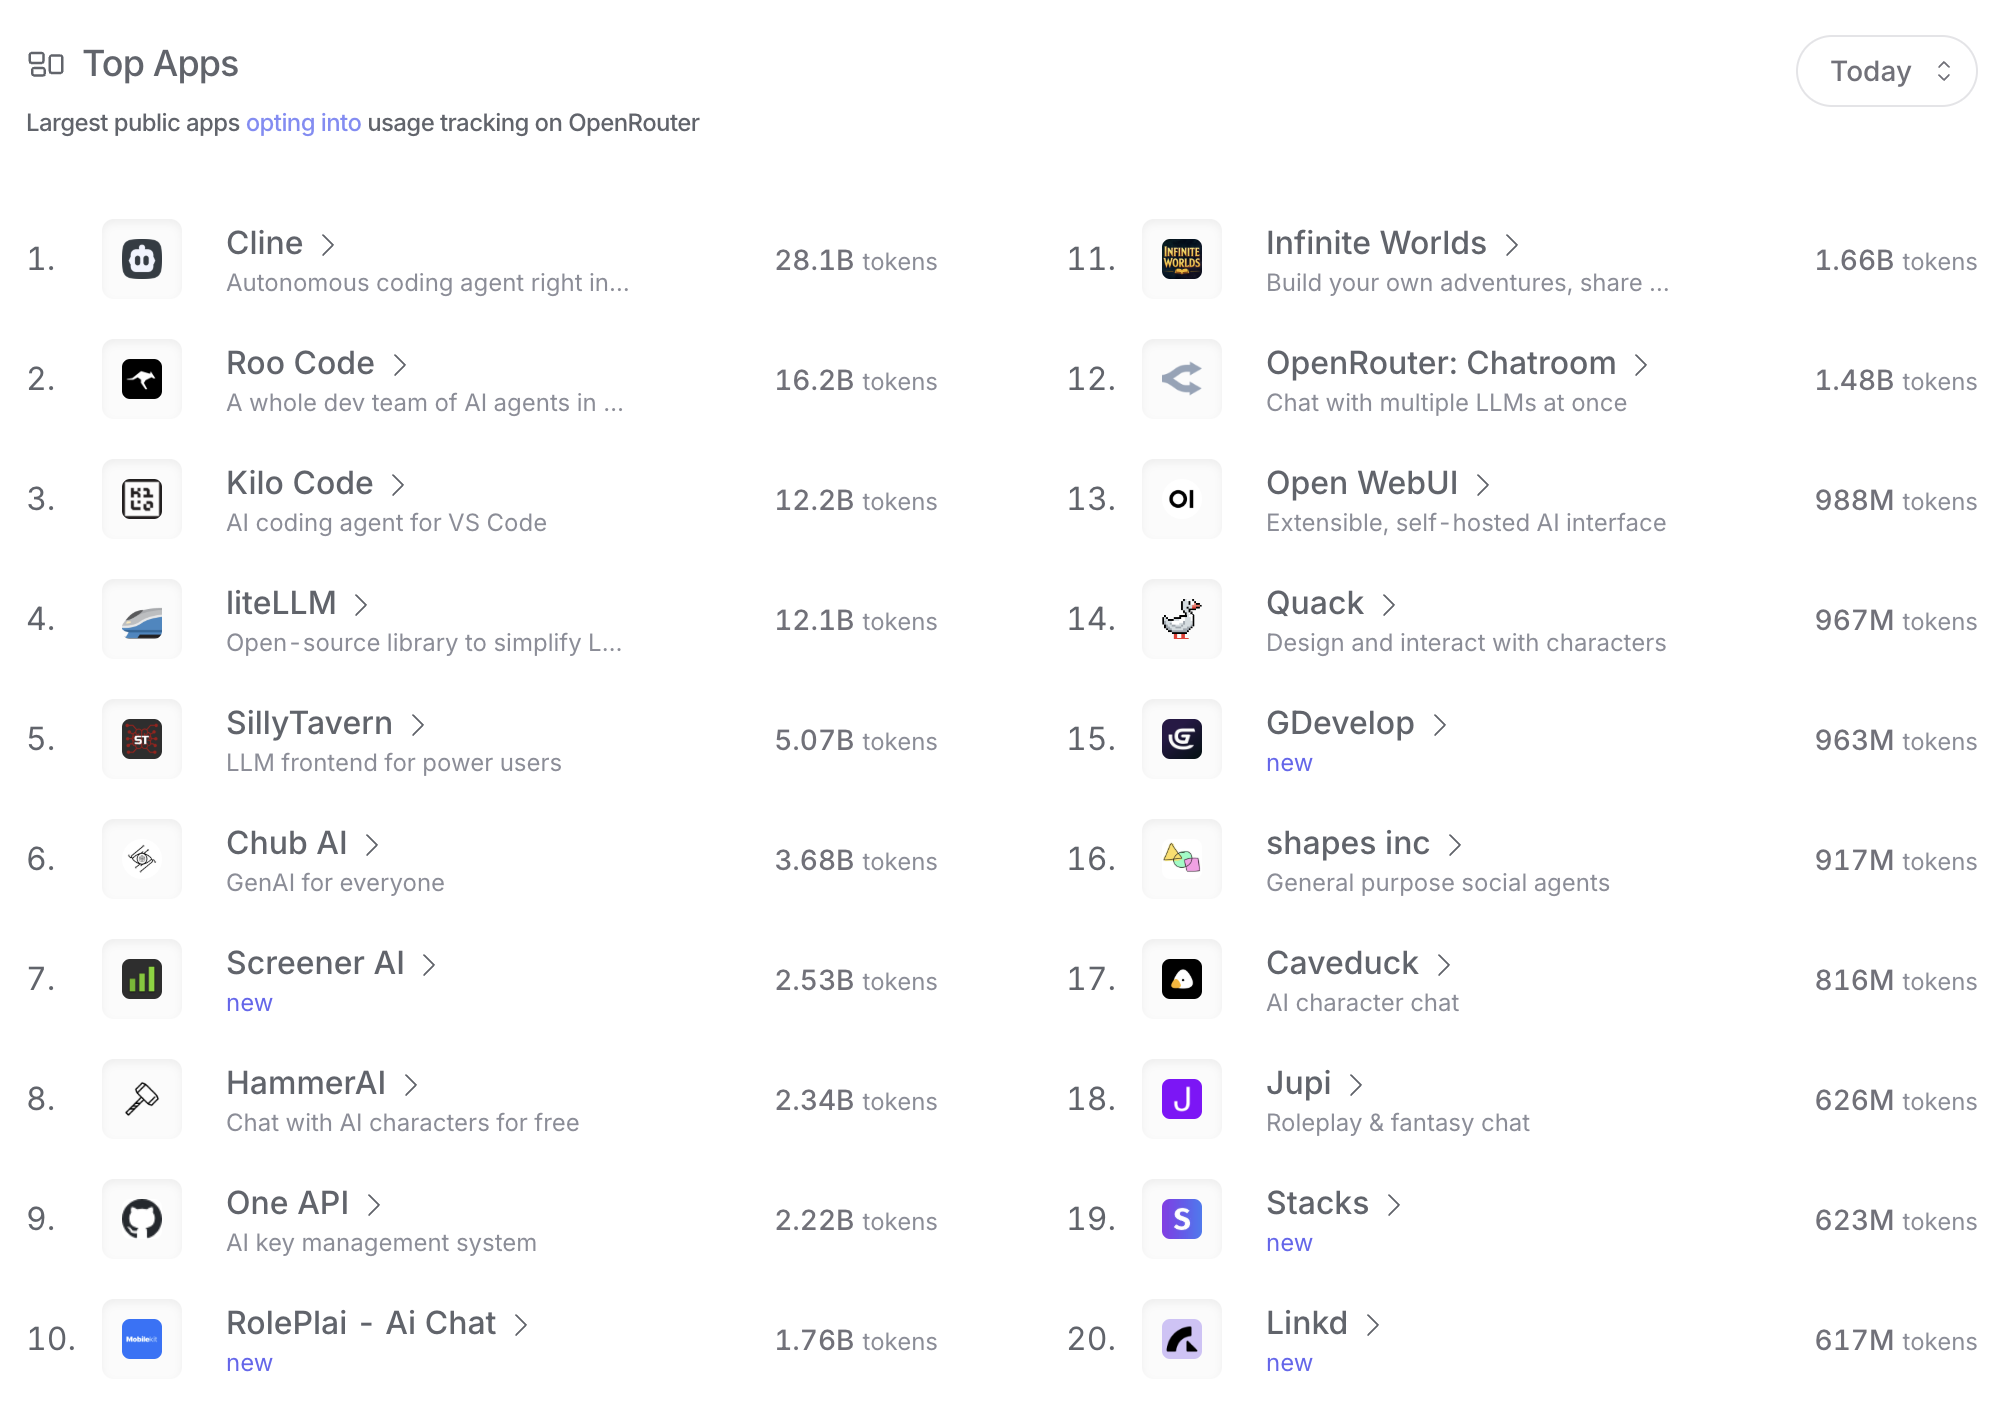 Top Apps
Today
Largest public apps opting into usage tracking on OpenRouter
1.
Cline
Autonomous coding agent right in...
28.1B tokens
2.
Roo Code
A whole dev team of AI agents in ...
16.2B tokens
3.
K1LO
Kilo Code
AI coding agent for VS Code
12.2B tokens
4.
liteLLM
Open-source library to simplify L...
12.1B tokens
5.
ST
SillyTavern
LLM frontend for power users
5.07B tokens
6.
Chub AI
GenAI for everyone
3.68B tokens
7.
Screener AI
new
2.53B tokens
8.
HammerAI
Chat with AI characters for free
2.34B tokens
9.
One API
AI key management system
2.22B tokens
10.
Mobilekit
RolePlai - Ai Chat
new
1.76B tokens
11.
INFINITE
WORLDS
Infinite Worlds
Build your own adventures, share ...
1.66B tokens
12.
OpenRouter: Chatroom
Chat with multiple LLMs at once
1.48B tokens
13.
OI
Open WebUI
Extensible, self-hosted AI interface
988M tokens
14.
Quack
Design and interact with characters
967M tokens
15.
GDevelop
new
963M tokens
16.
shapes inc
General purpose social agents
917M tokens
17.
Caveduck
AI character chat
816M tokens
18.
J
Jupi
Roleplay & fantasy chat
626M tokens
19.
S
Stacks
new
623M tokens
20.
Linkd
new
617M tokens